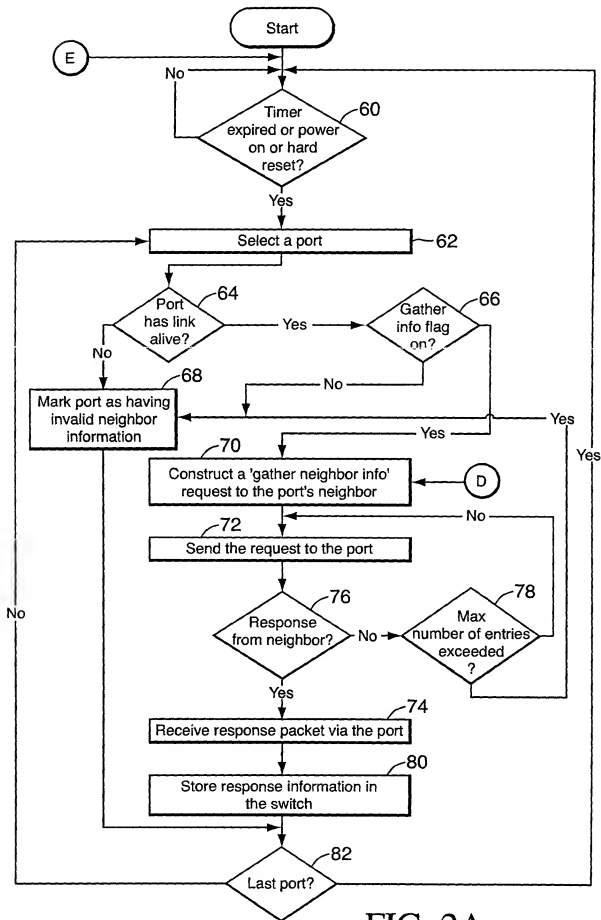 Start
E
No
60
Timer
expired or power
on or hard
reset?
Yes
Select a port
62
64
Port
has link
alive?
Yes
66
Gather
info flag
on?
No
No
68
Mark port as having
invalid neighbor
information
Yes
Yes
Yes
70
Construct a 'gather neighbor info'
request to the port's neighbor
D
No
72
Send the request to the port
76
Response
from neighbor?
No
78
Max
number of entries
exceeded
?
No
Yes
74
Receive response packet via the port
80
Store response information in
the switch
82
Last port?
FIG. 2A